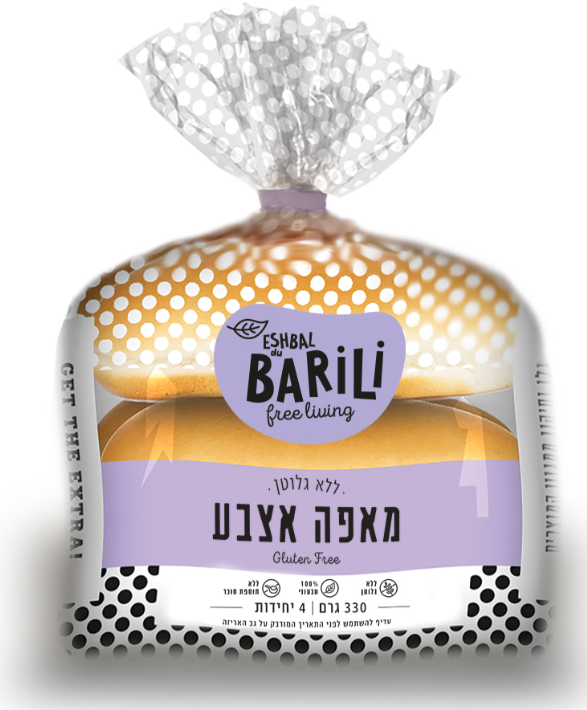 ESHBAL
du
BARiLi
free living
GET THE EXTRA!
.ללא גלוטן.
מאפה אצבע
Gluten Free
ללא גלוטן
100% טבעוני
ללא תוספת סוכר
330 גרם | 4 יחידות
עדיף להשתמש לפני התאריך המודבק על גב האריזה